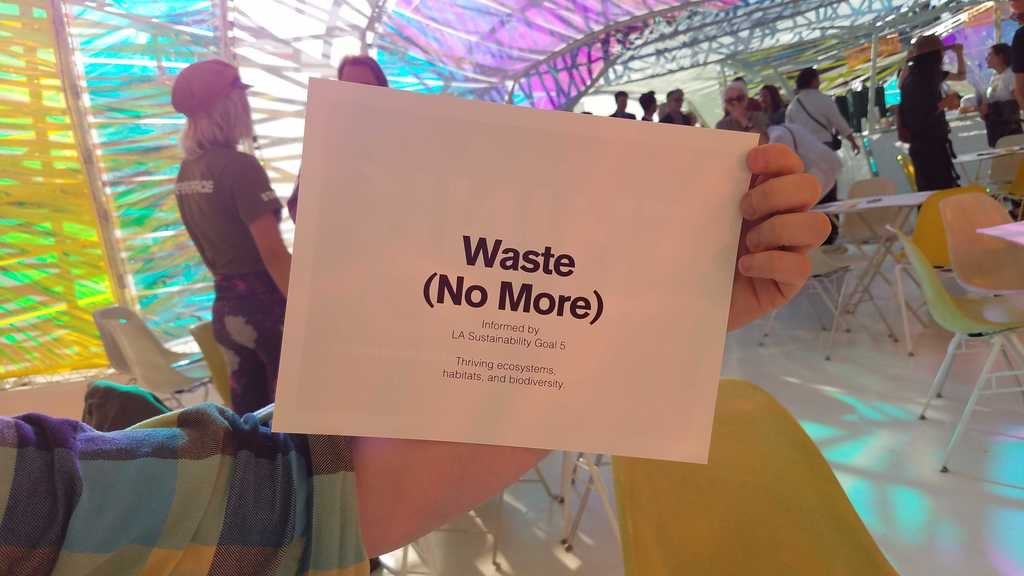 Waste
(No More)
Informed by
LA Sustainability Goal 5
Thriving ecosystems,
habitats, and biodiversity.